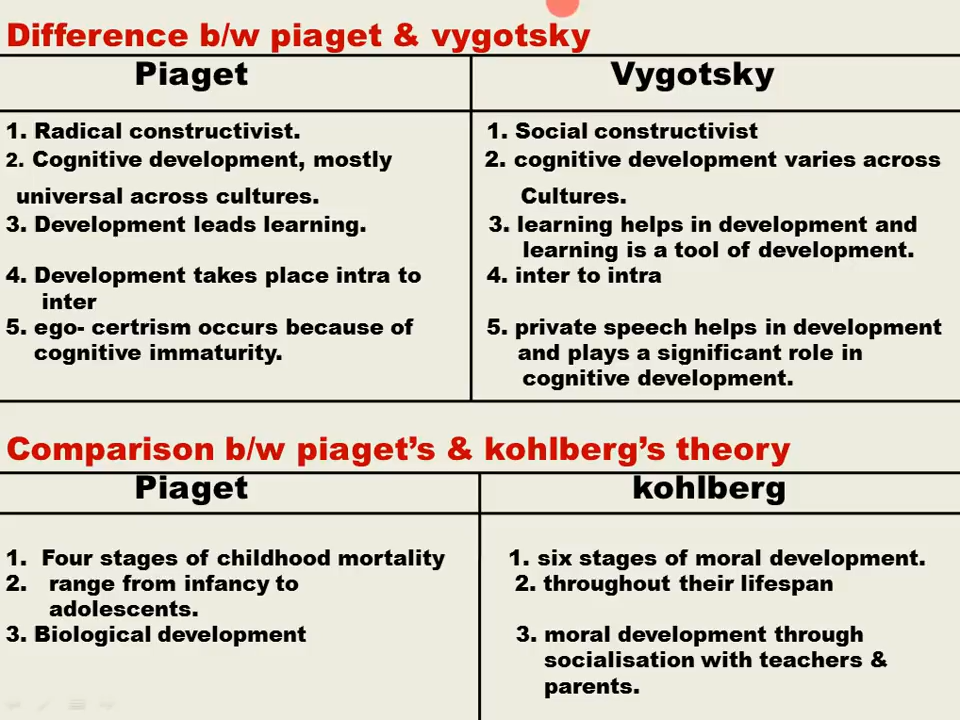 Difference b/w piaget & vygotsky
Piaget
Vygotsky
1. Radical constructivist.
2. Cognitive development, mostly
universal across cultures.
3. Development leads learning.
4. Development takes place intra to
inter
5. ego- certrism occurs because of
cognitive immaturity.
1. Social constructivist
2. cognitive development varies across
Cultures.
3. learning helps in development and
learning is a tool of development.
4. inter to intra
5. private speech helps in development
and plays a significant role in
cognitive development.
Comparison b/w piaget’s & kohlberg’s theory
Piaget
kohlberg
1. Four stages of childhood mortality
2. range from infancy to
adolescents.
3. Biological development
1. six stages of moral development.
2. throughout their lifespan
3. moral development through
socialisation with teachers &
parents.